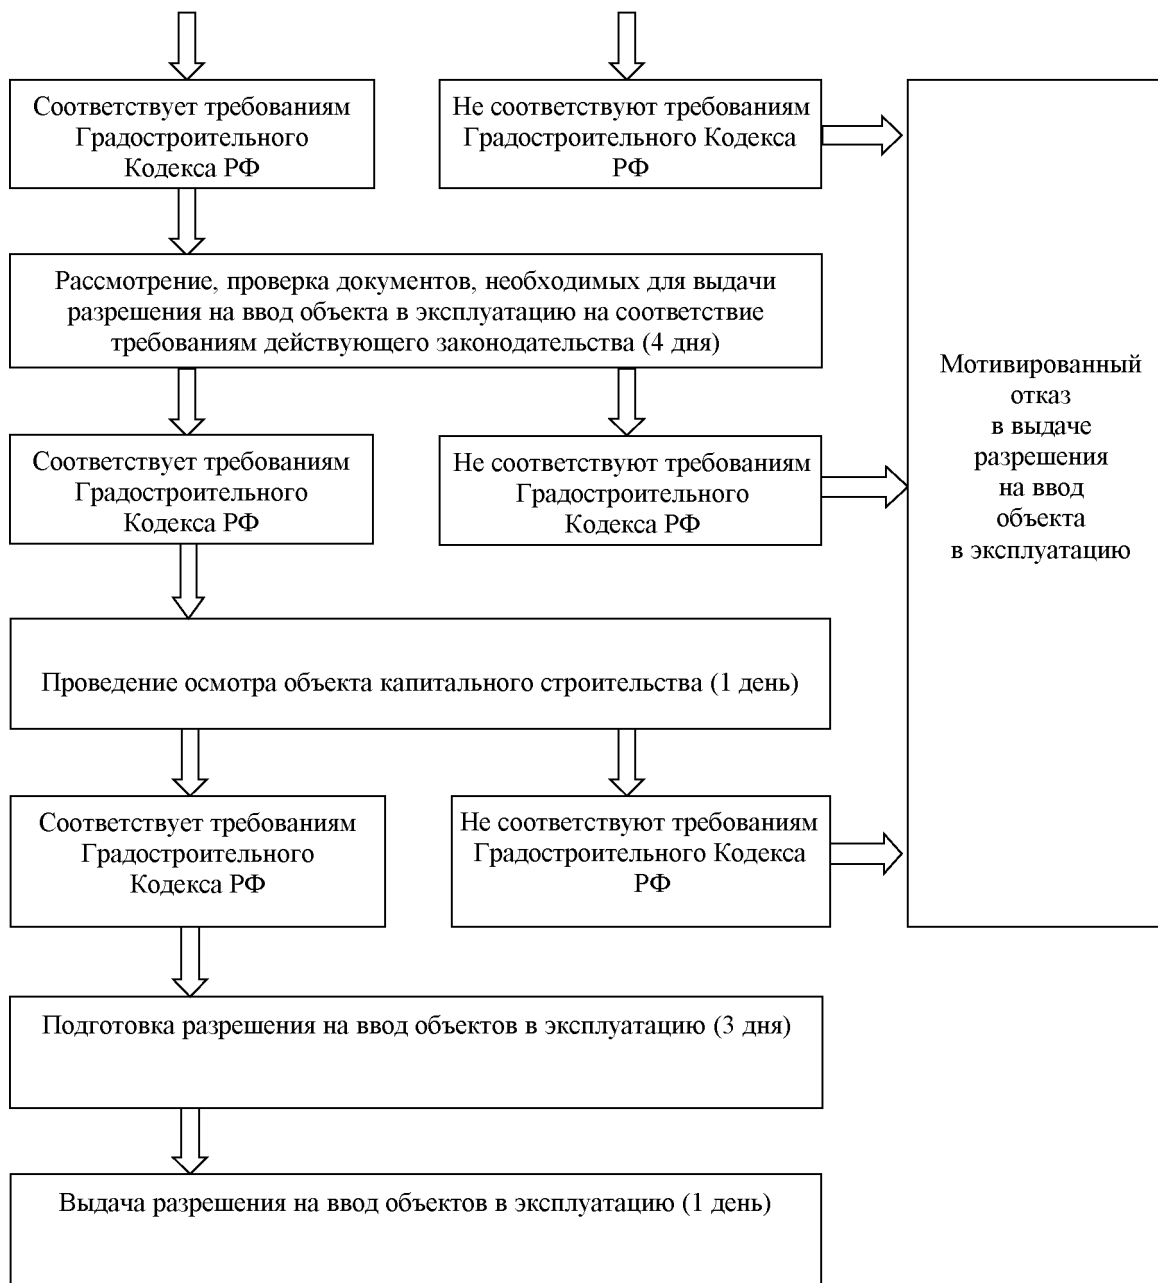 Соответствует требованиям
Градостроительного
Кодекса РФ
Не соответствуют требованиям
Градостроительного Кодекса
РФ
Рассмотрение, проверка документов, необходимых для выдачи
разрешения на ввод объекта в эксплуатацию на соответствие
требованиям действующего законодательства (4 дня)
Соответствует требованиям
Градостроительного
Кодекса РФ
Не соответствуют требованиям
Градостроительного
Кодекса РФ
Мотивированный
отказ
в выдаче
разрешения
на ввод
объекта
в эксплуатацию
Проведение осмотра объекта капитального строительства (1 день)
Соответствует требованиям
Градостроительного
Кодекса РФ
Не соответствуют требованиям
Градостроительного Кодекса
РФ
Подготовка разрешения на ввод объектов в эксплуатацию (3 дня)
Выдача разрешения на ввод объектов в эксплуатацию (1 день)